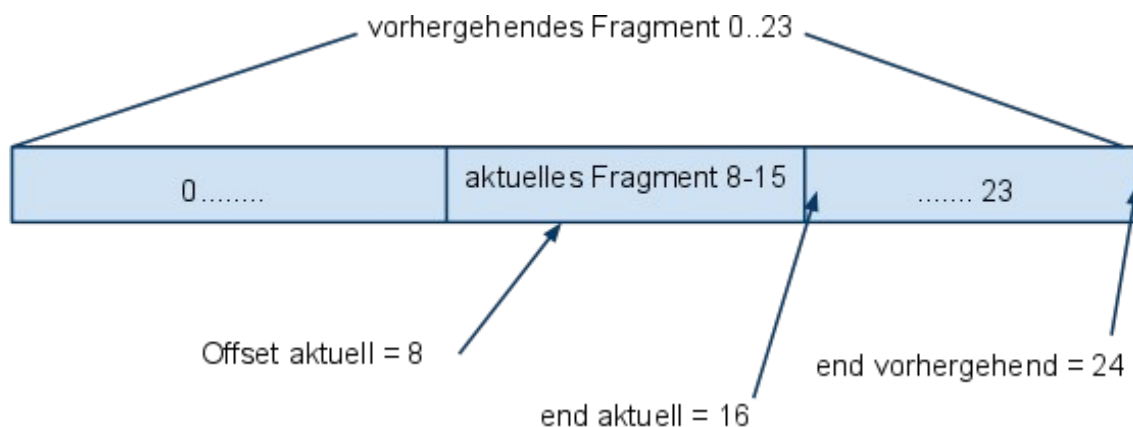 vorhergehendes Fragment 0..23
0 ........
aktuelles Fragment 8-15
....... 23
Offset aktuell = 8
end vorhergehend = 24
end aktuell = 16